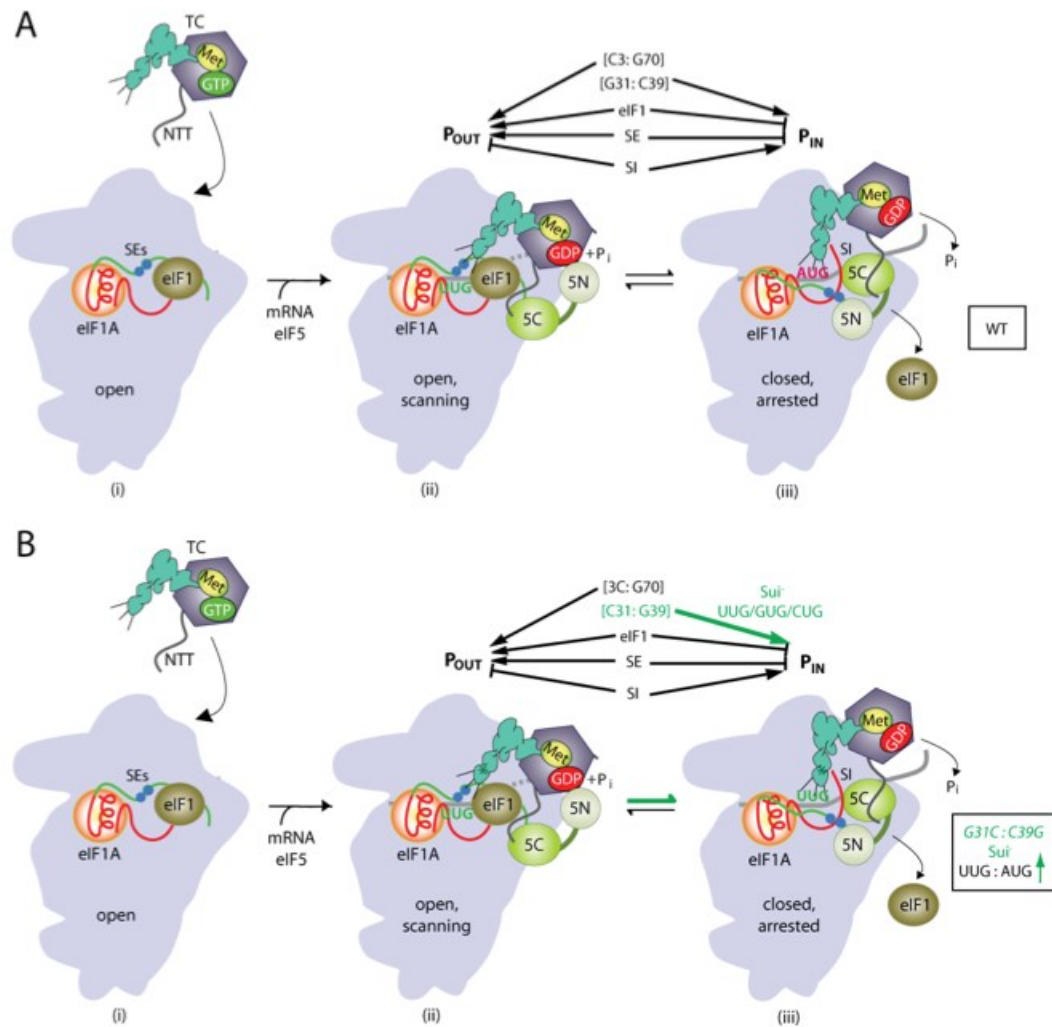 A
TC
Met
GTP
NTT
SEs
eIF1
eIF1A
open
(i)
mRNA
eIF5
[C3: G70]
[G31: C39]
eIF1
SE
SI
POUT
PIN
Met
GDP
+Pi
UUG
eIF1
5N
5C
eIF1A
open,
scanning
(ii)
Met
GDP
SI
AUG
5C
5N
Pi
eIF1A
eIF1
closed,
arrested
(iii)
WT
B
TC
Met
GTP
NTT
SEs
eIF1
eIF1A
open
(i)
mRNA
eIF5
[3C: G70]
[C31: G39]
eIF1
SE
SI
Sui-
UUG/GUG/CUG
POUT
PIN
Met
GDP
+Pi
UUG
eIF1
5N
5C
eIF1A
open,
scanning
(ii)
Met
GDP
SI
UUG
5C
5N
Pi
eIF1A
eIF1
closed,
arrested
(iii)
G31C : C39G
Sui-
UUG : AUG